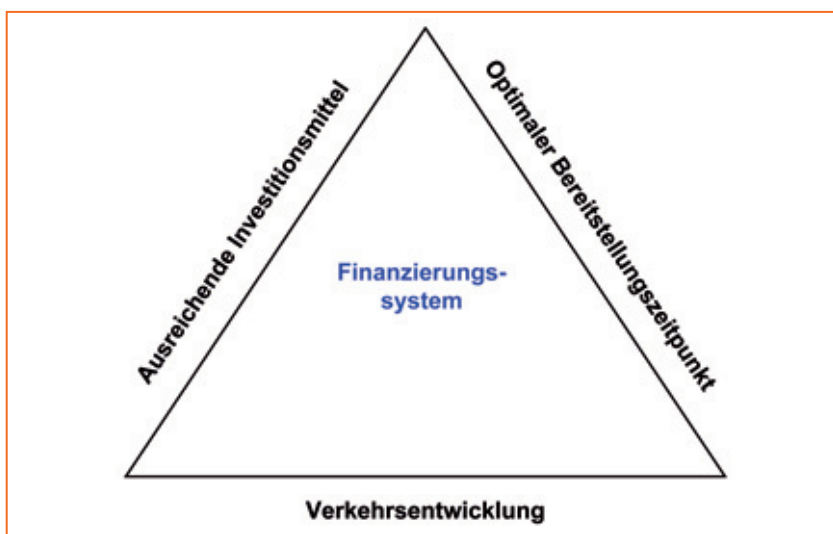 Ausreichende Investitionsmittel
Optimaler Bereitstellungszeitpunkt
Finanzierungs-
system
Verkehrsentwicklung